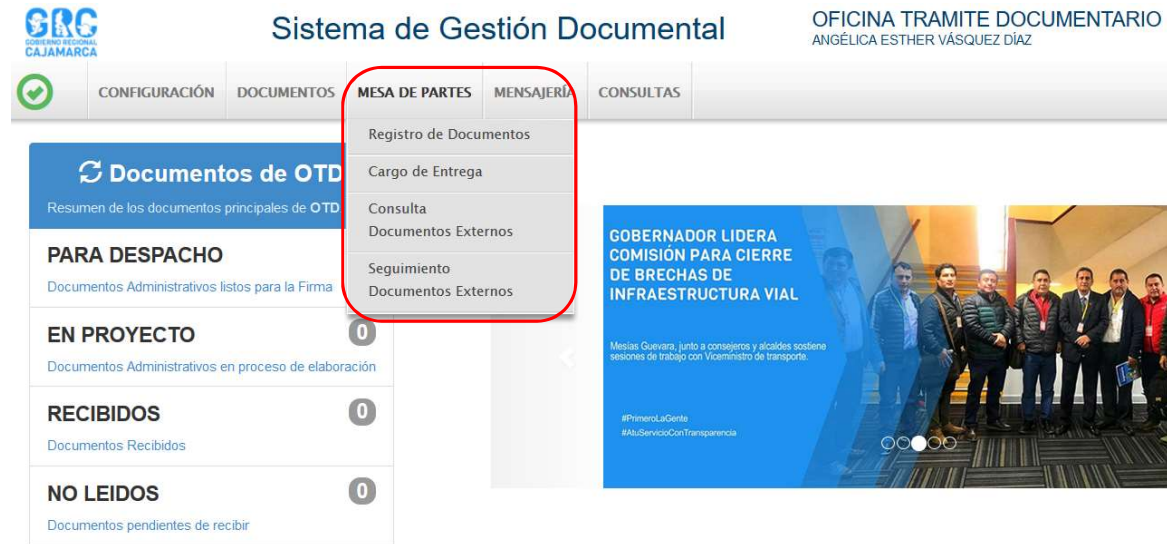 GRC
GOBIERNO REGIONAL
CAJAMARCA
Sistema de Gestión Documental
OFICINA TRAMITE DOCUMENTARIO
ANGÉLICA ESTHER VÁSQUEZ DÍAZ
CONFIGURACIÓN DOCUMENTOS MESA DE PARTES MENSAJERÍA CONSULTAS
Registro de Documentos
Cargo de Entrega
Consulta
Documentos Externos
Seguimiento
Documentos Externos
Documentos de OTD
Resumen de los documentos principales de OTD
PARA DESPACHO
Documentos Administrativos listos para la Firma
EN PROYECTO 0
Documentos Administrativos en proceso de elaboración
RECIBIDOS 0
Documentos Recibidos
NO LEIDOS 0
Documentos pendientes de recibir
GOBERNADOR LIDERA
COMISIÓN PARA CIERRE
DE BRECHAS DE
INFRAESTRUCTURA VIAL
Mesías Guevara, junto a consejeros y alcaldes sostiene
sesiones de trabajo con Viceministro de transporte.
#PrimeroLaGente
#AtuServicioConTransparencia